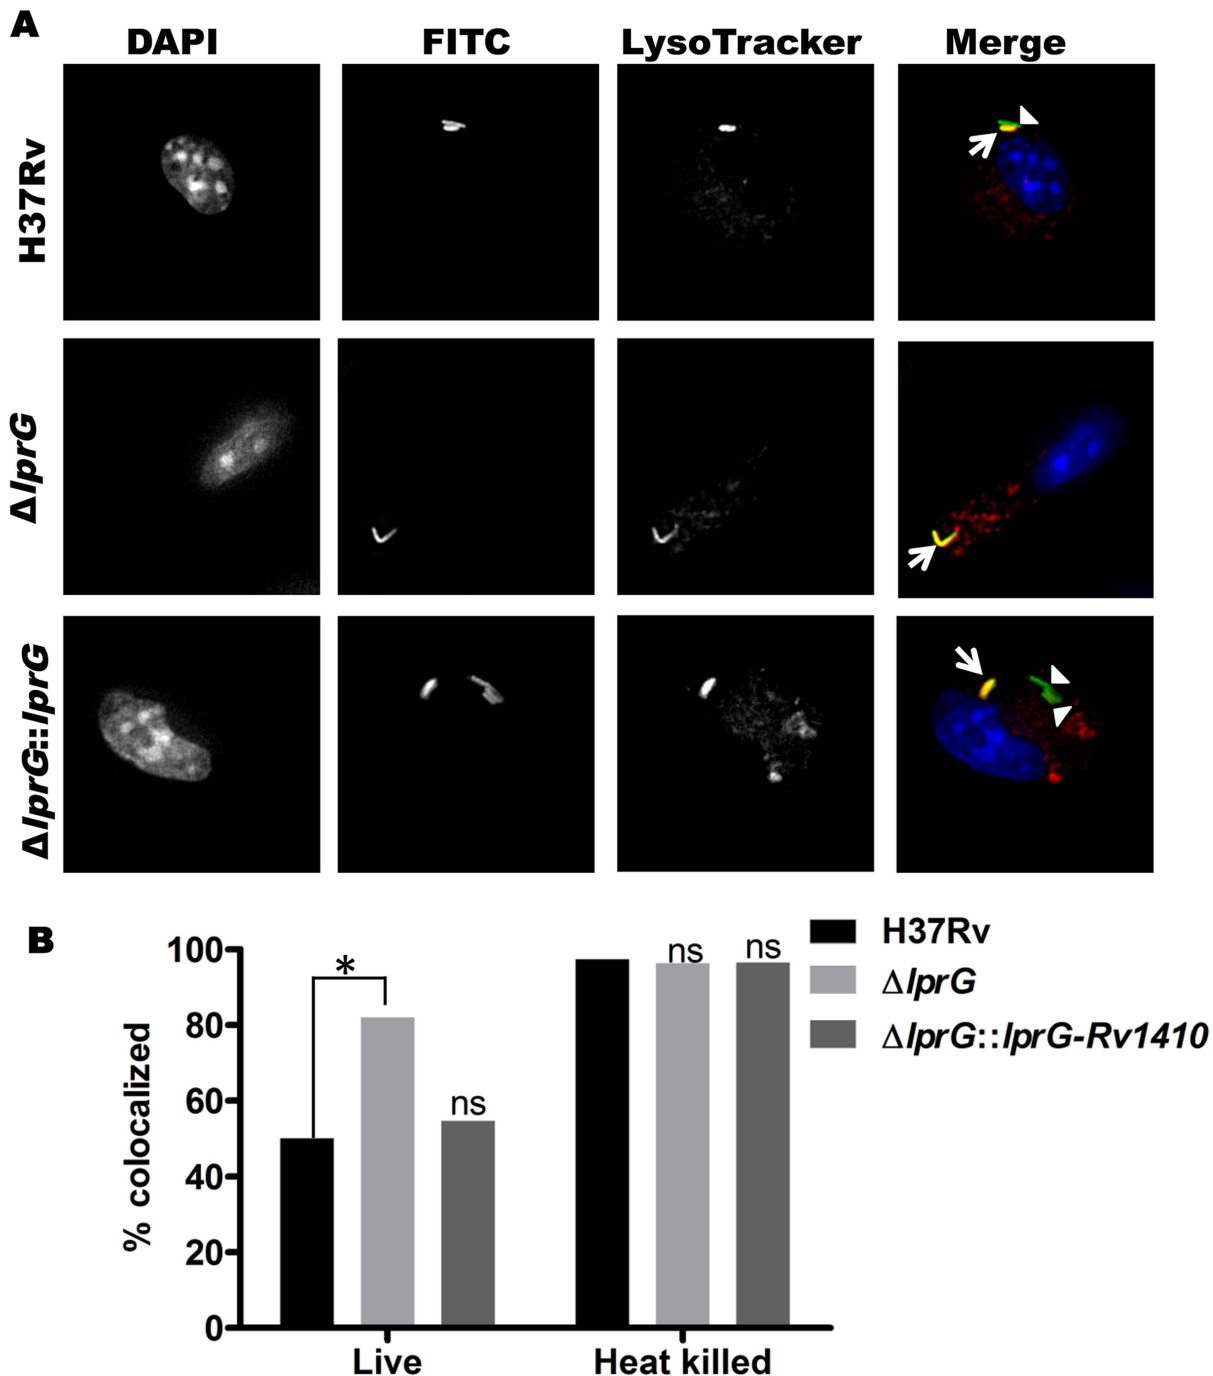 A
DAPI FITC LysoTracker Merge
H37Rv
ΔlprG
ΔlprG::lprG
B
% colocalized
100
80
60
40
20
0
*
ns
ns
ns
Live
Heat killed
H37Rv
ΔlprG
ΔlprG::lprG-Rv1410